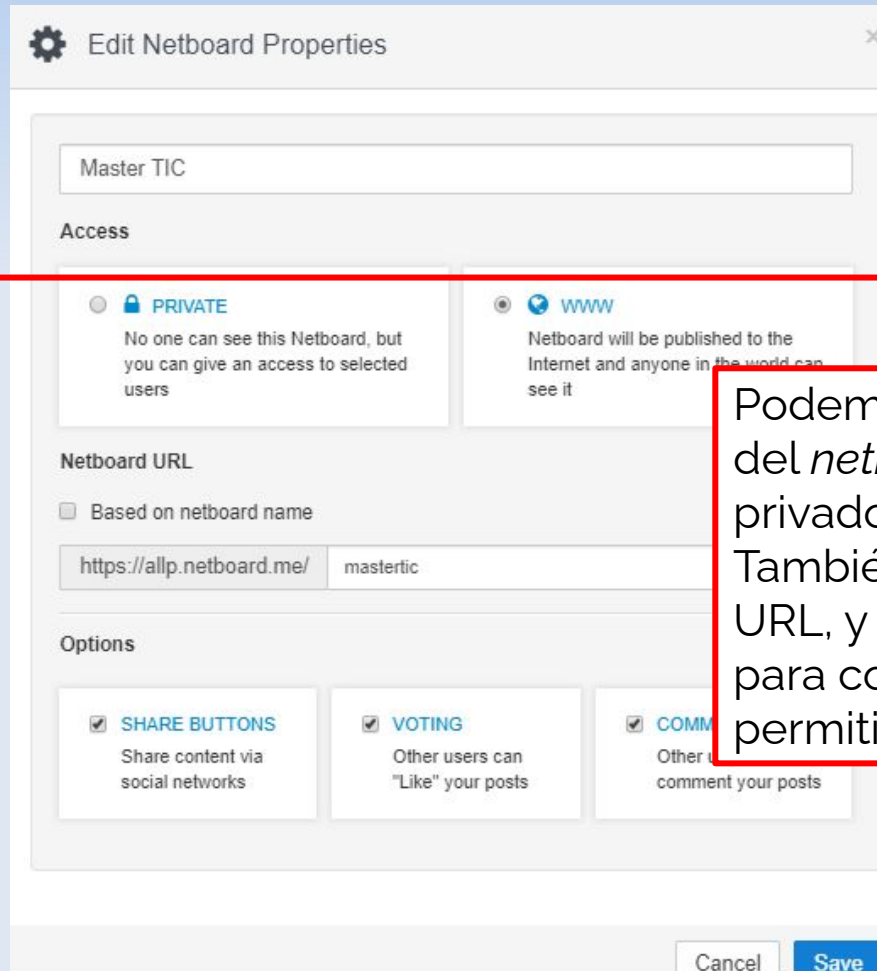 Edit Netboard Properties
Master TIC
Access
PRIVATE
No one can see this Netboard, but
you can give an access to selected
users
WWW
Netboard will be published to the
Internet and anyone in the world can
see it
Netboard URL
Based on netboard name
https://allp.netboard.me/ mastertic
Options
SHARE BUTTONS
Share content via
social networks
VOTING
Other users can
"Like" your posts
COMM
Other
comment your posts
Cancel Save
Podem
del net
privado
También
URL, y
para co
permiti